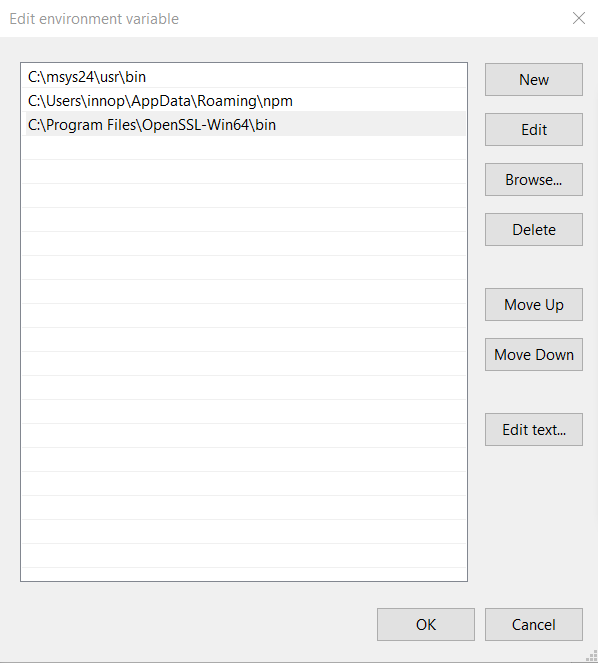 Edit environment variable
C:\msys24\usr\bin
C:\Users\innop\AppData\Roaming\npm
C:\Program Files\OpenSSL-Win64\bin
New
Edit
Browse...
Delete
Move Up
Move Down
Edit text...
OK
Cancel